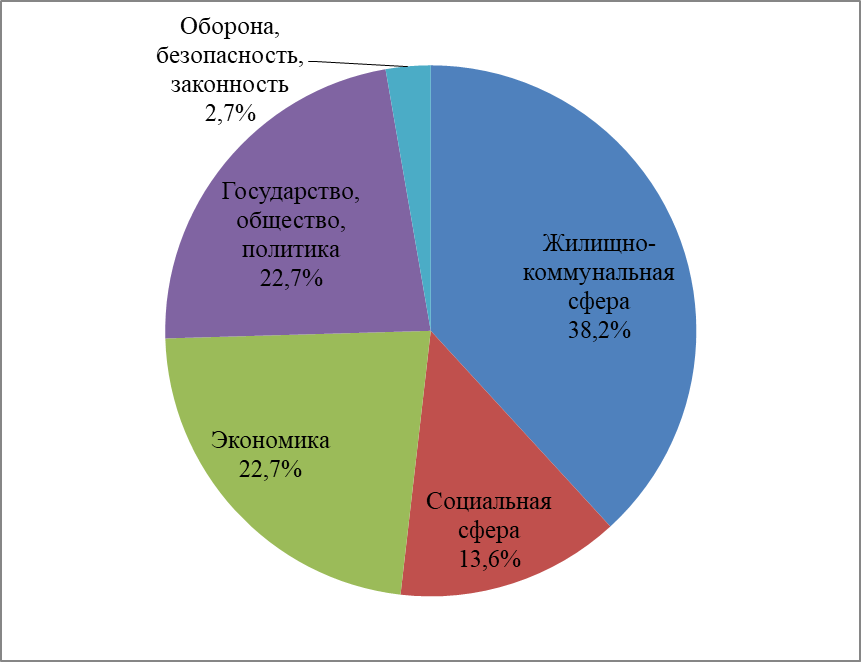 Оборона,
безопасность,
законность
2,7%
Государство,
общество,
политика
22,7%
Жилищно-
коммунальная
сфера
38,2%
Экономика
22,7%
Социальная
сфера
13,6%